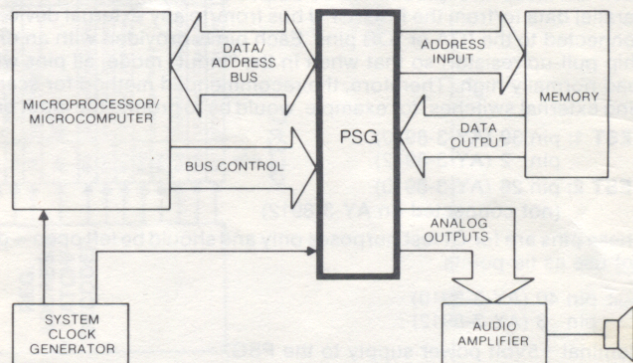 DATA/
ADDRESS
BUS
ADDRESS
INPUT
MEMORY
MICROPROCESSOR/
MICROCOMPUTER
PSG
DATA
OUTPUT
BUS CONTROL
ANALOG
OUTPUTS
SYSTEM
CLOCK
GENERATOR
AUDIO
AMPLIFIER